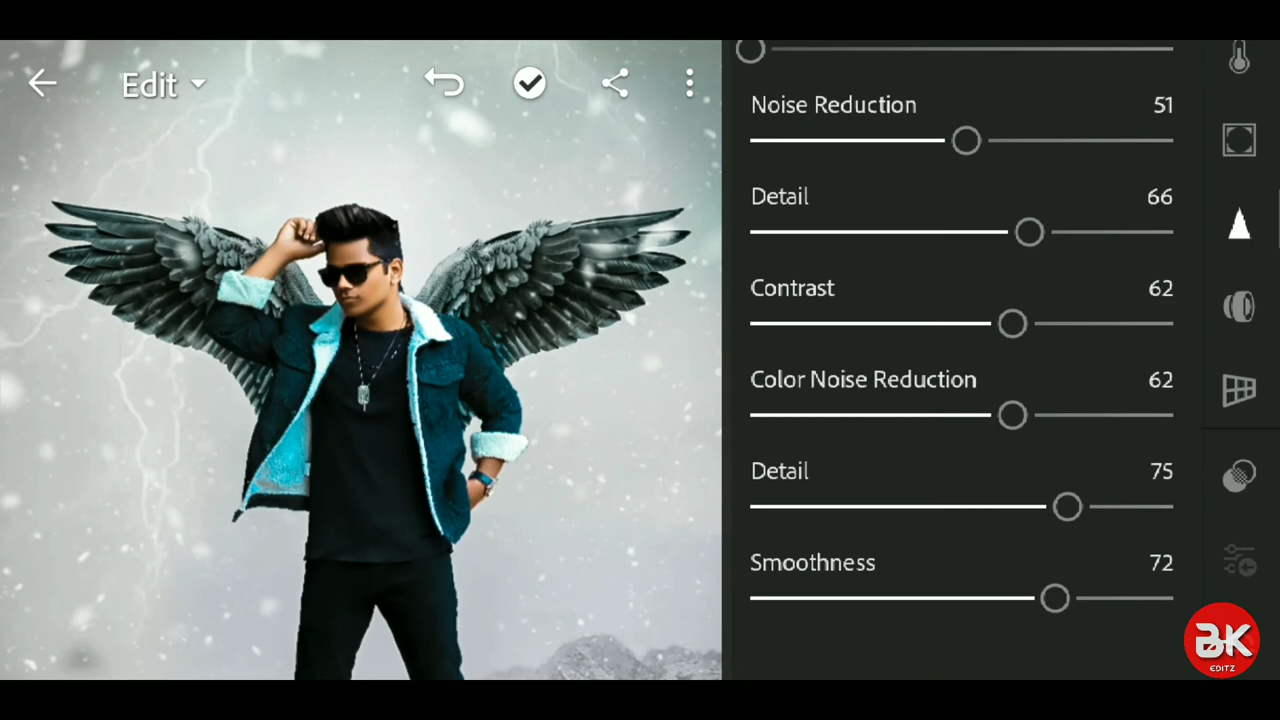 Edit
Noise Reduction 51
Detail 66
Contrast 62
Color Noise Reduction 62
Detail 75
Smoothness 72
BK
EDITZ